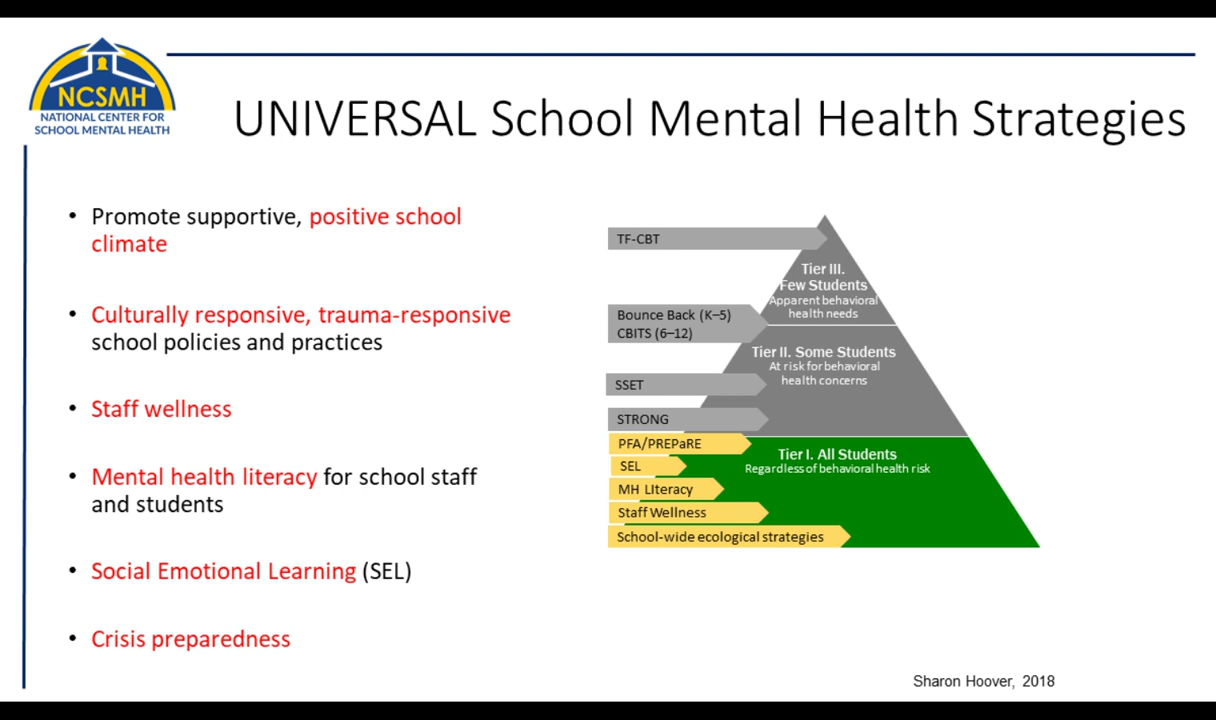 NCSMH
NATIONAL CENTER FOR
SCHOOL MENTAL HEALTH
UNIVERSAL School Mental Health Strategies
• Promote supportive, positive school
climate
• Culturally responsive, trauma-responsive
school policies and practices
• Staff wellness
• Mental health literacy for school staff
and students
• Social Emotional Learning (SEL)
• Crisis preparedness
TF-CBT
Tier III.
Few Students
Apparent behavioral
health needs
Bounce Back (K–5)
CBITS (6–12)
Tier II. Some Students
At risk for behavioral
health concerns
SSET
STRONG
PFA/PREPaRE
Tier I. All Students
Regardless of behavioral health risk
SEL
MH LIteracy
Staff Wellness
School-wide ecological strategies
Sharon Hoover, 2018